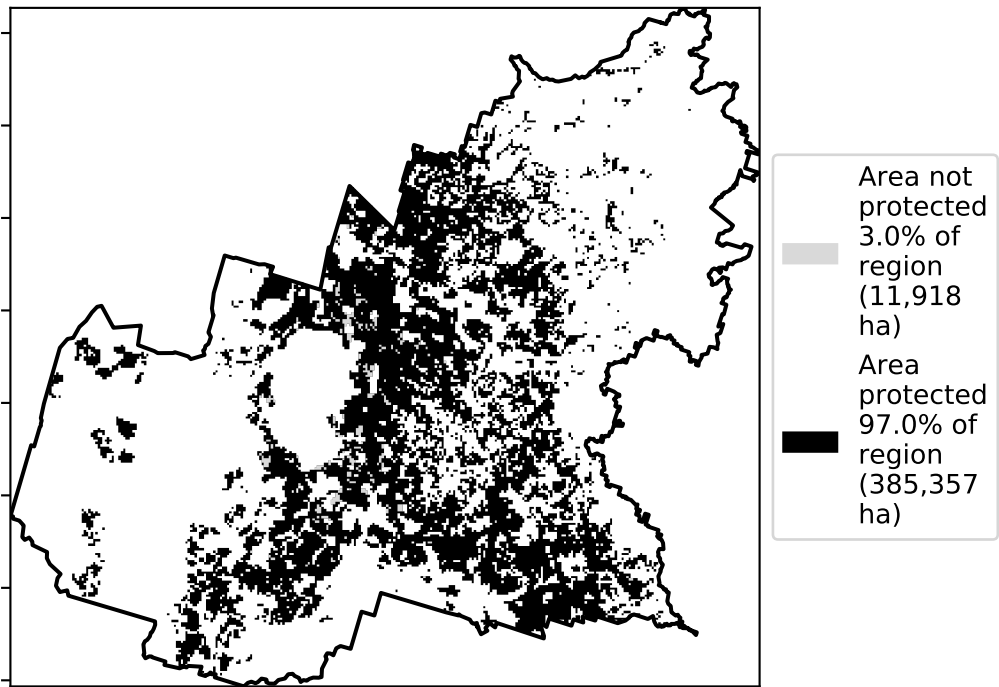 Area not
protected
3.0% of
region
(11,918
ha)
Area
protected
97.0% of
region
(385,357
ha)